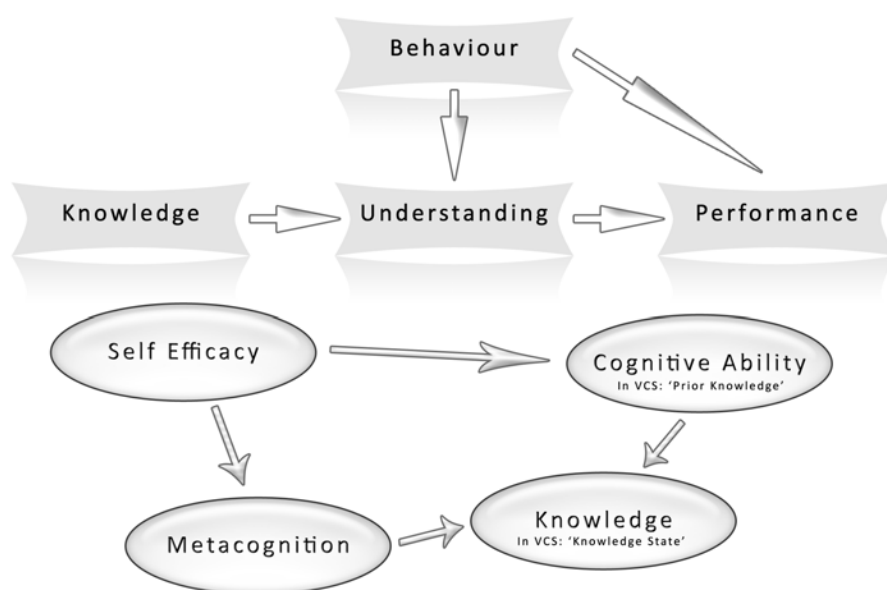 Behaviour
Knowledge
Understanding
Performance
Self Efficacy
Cognitive Ability
In VCS: ‘Prior Knowledge’
Knowledge
In VCS: ‘Knowledge State’
Metacognition